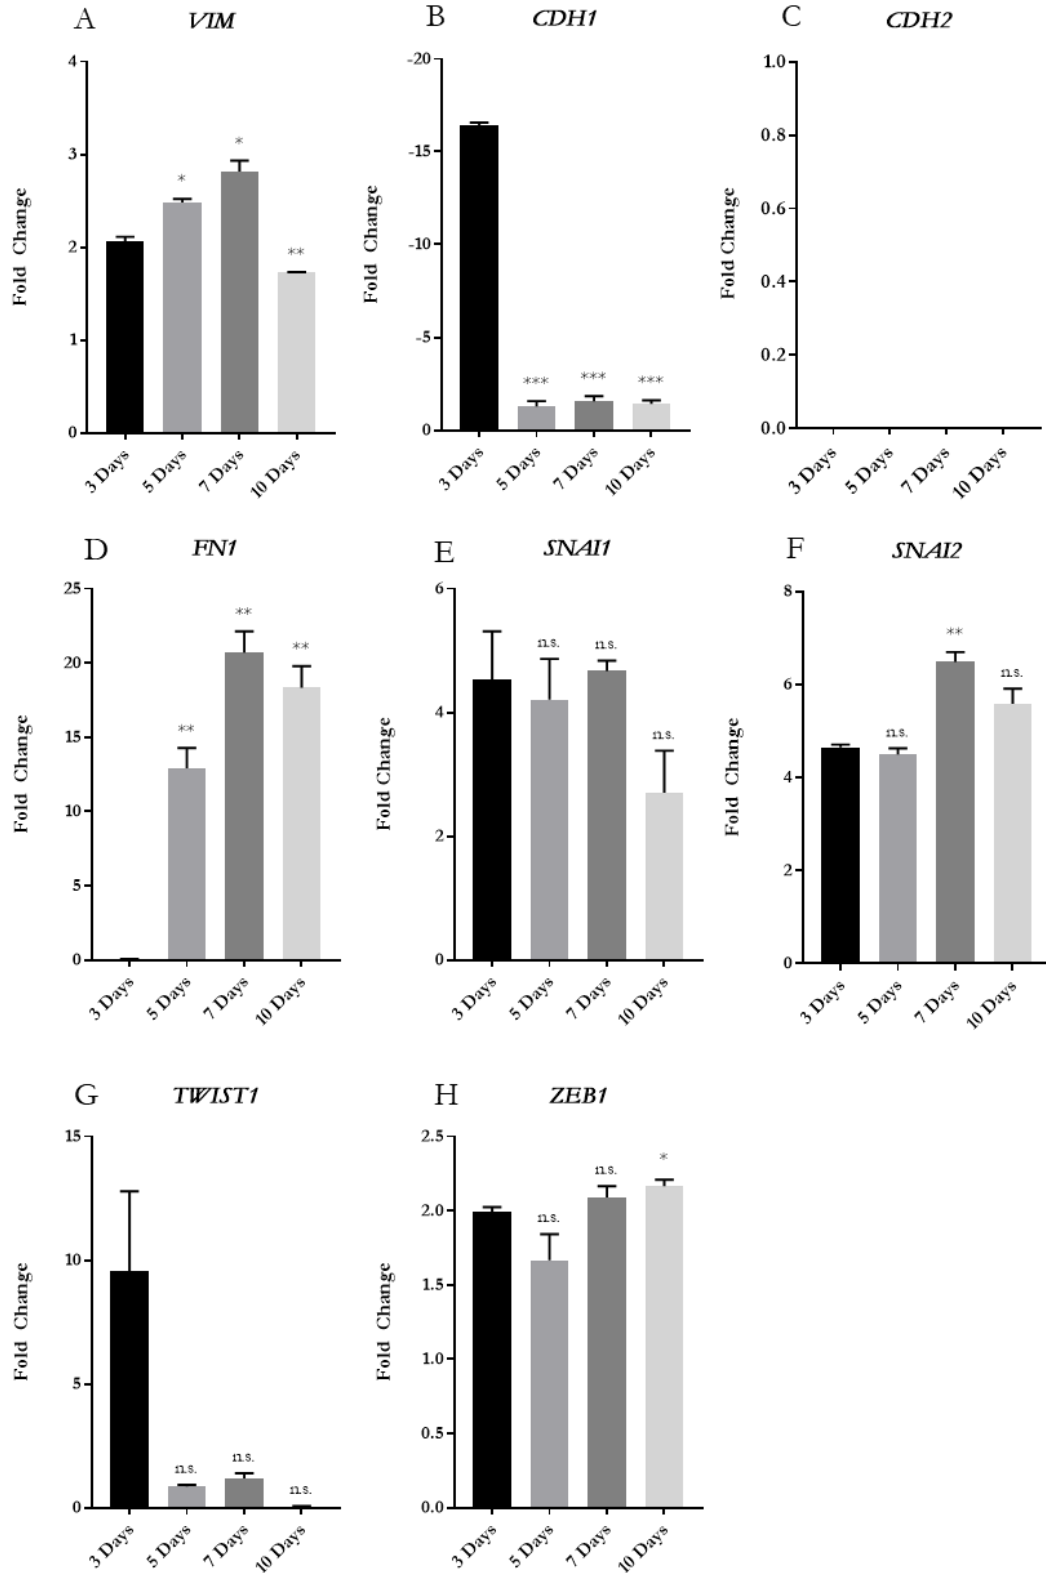 A VIM
Fold Change
4
3
2
1
0
*
*
**
3 Days
5 Days
7 Days
10 Days
B CDH1
Fold Change
-20
-15
-10
-5
0
***
***
***
3 Days
5 Days
7 Days
10 Days
C CDH2
Fold Change
1.0
0.8
0.6
0.4
0.2
0.0
3 Days
5 Days
7 Days
10 Days
D FN1
Fold Change
25
20
15
10
5
0
**
**
**
3 Days
5 Days
7 Days
10 Days
E SNAI1
Fold Change
6
4
2
0
n.s.
n.s.
n.s.
3 Days
5 Days
7 Days
10 Days
F SNAI2
Fold Change
8
6
4
2
0
n.s.
**
n.s.
3 Days
5 Days
7 Days
10 Days
G TWIST1
Fold Change
15
10
5
0
n.s.
n.s.
n.s.
3 Days
5 Days
7 Days
10 Days
H ZEB1
Fold Change
2.5
2.0
1.5
1.0
0.5
0.0
n.s.
n.s.
*
3 Days
5 Days
7 Days
10 Days